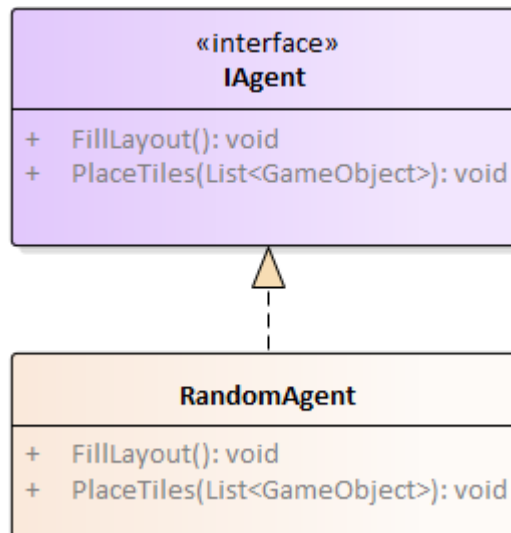 «interface»
IAgent
+ FillLayout(): void
+ PlaceTiles(List<GameObject>): void
RandomAgent
+ FillLayout(): void
+ PlaceTiles(List<GameObject>): void